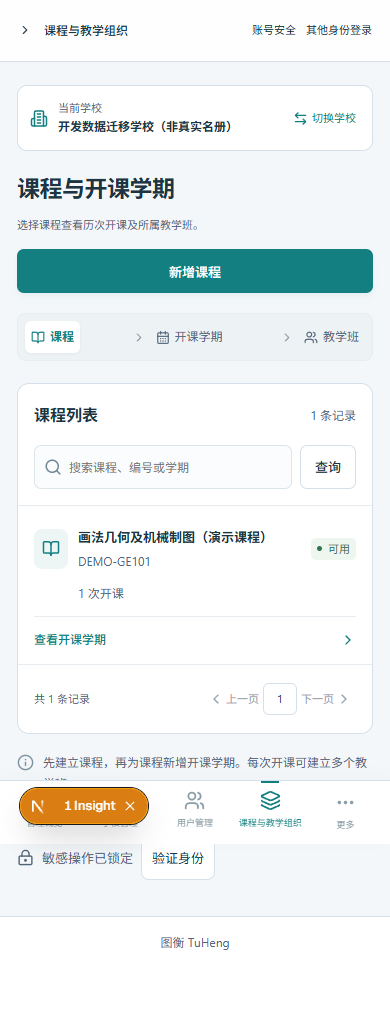 课程与教学组织
账号安全 其他身份登录
当前学校
开发数据迁移学校（非真实名册）
切换学校
课程与开课学期
选择课程查看历次开课及所属教学班。
新增课程
课程 开课学期 教学班
课程列表 1 条记录
搜索课程、编号或学期 查询
画法几何及机械制图（演示课程）
可用
DEMO-GE101
1 次开课
查看开课学期
共 1 条记录 上一页 1 下一页
先建立课程，再为课程新增开课学期。每次开课可建立多个教
N 1 Insight
用户管理 课程与教学组织 更多
敏感操作已锁定 验证身份
图衡 TuHeng